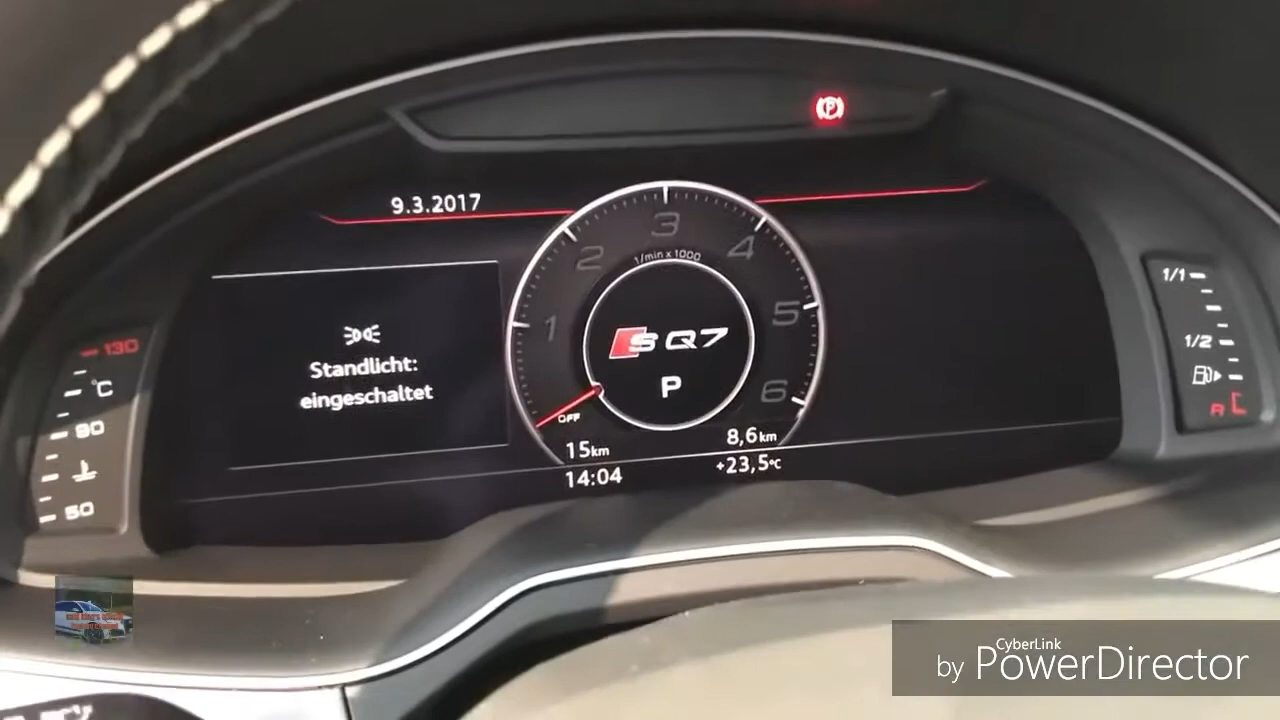 P
9.3.2017
Standlicht:
eingeschaltet
1
2
3
4
5
6
1/min x 1000
SQ7
P
OFF
15km
8,6km
14:04
+23,5°C
130
°C
90
50
1/1
1/2
R
CyberLink
by PowerDirector